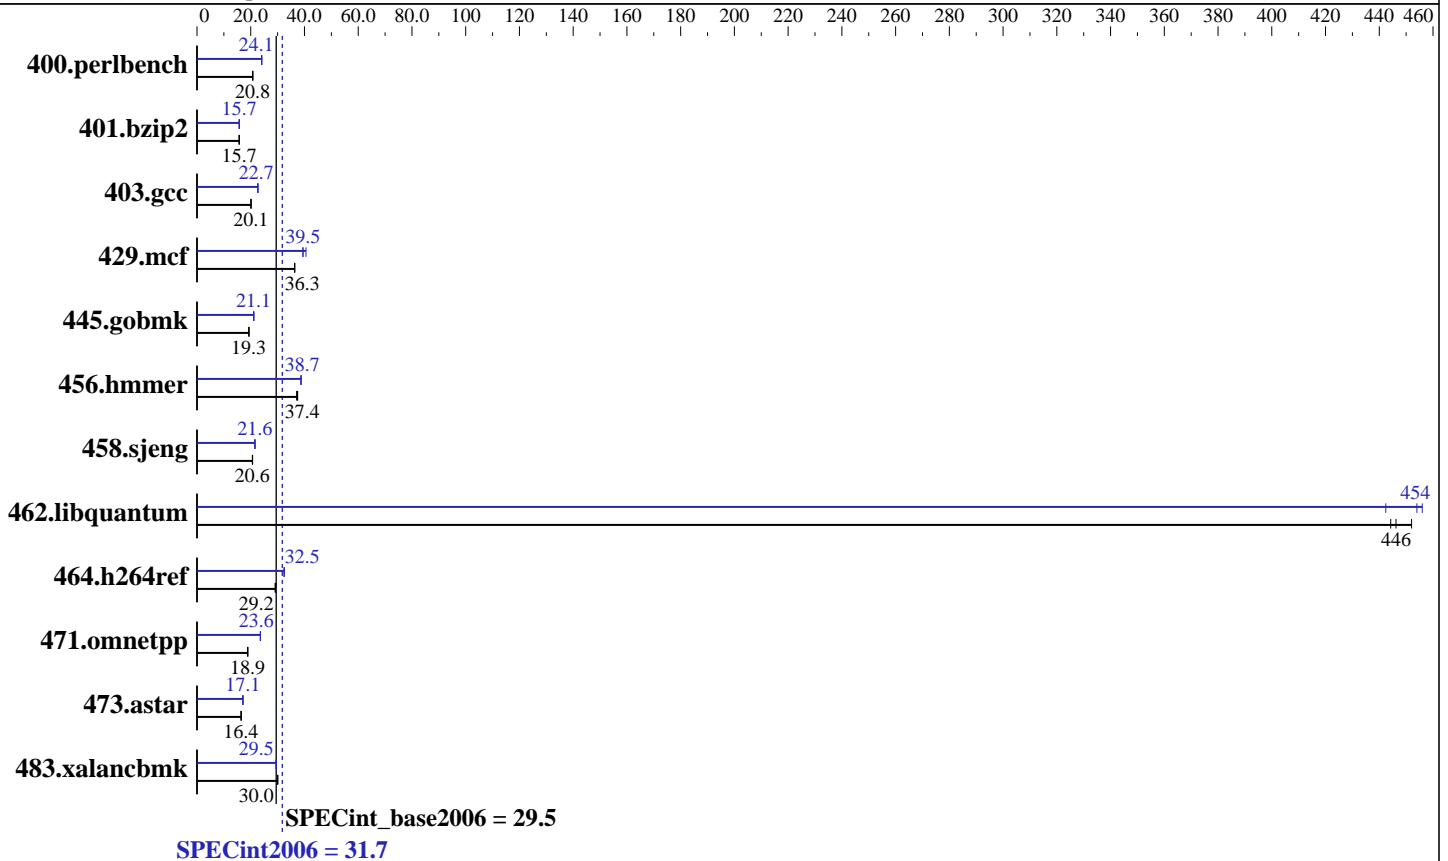 0 20.0 40.0 60.0 80.0 100 120 140 160 180 200 220 240 260 280 300 320 340 360 380 400 420 440 460
24.1
400.perlbench
20.8
15.7
401.bzip2
15.7
22.7
403.gcc
20.1
39.5
429.mcf
36.3
21.1
445.gobmk
19.3
38.7
456.hmmer
37.4
21.6
458.sjeng
20.6
454
462.libquantum
446
32.5
464.h264ref
29.2
23.6
471.omnetpp
18.9
17.1
473.astar
16.4
29.5
483.xalancbmk
30.0
SPECint_base2006 = 29.5
SPECint2006 = 31.7